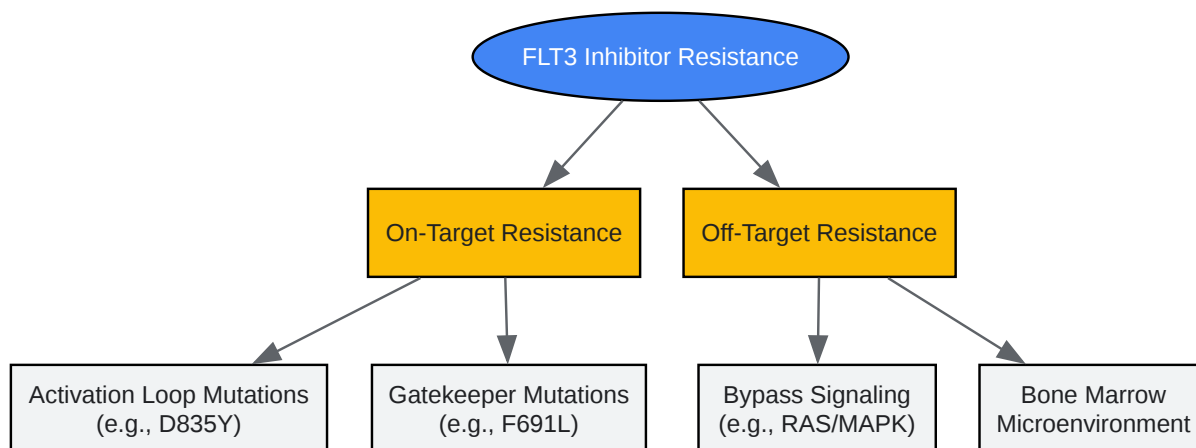 FLT3 Inhibitor Resistance
On-Target Resistance
Off-Target Resistance
Activation Loop Mutations
(e.g., D835Y)
Gatekeeper Mutations
(e.g., F691L)
Bypass Signaling
(e.g., RAS/MAPK)
Bone Marrow
Microenvironment